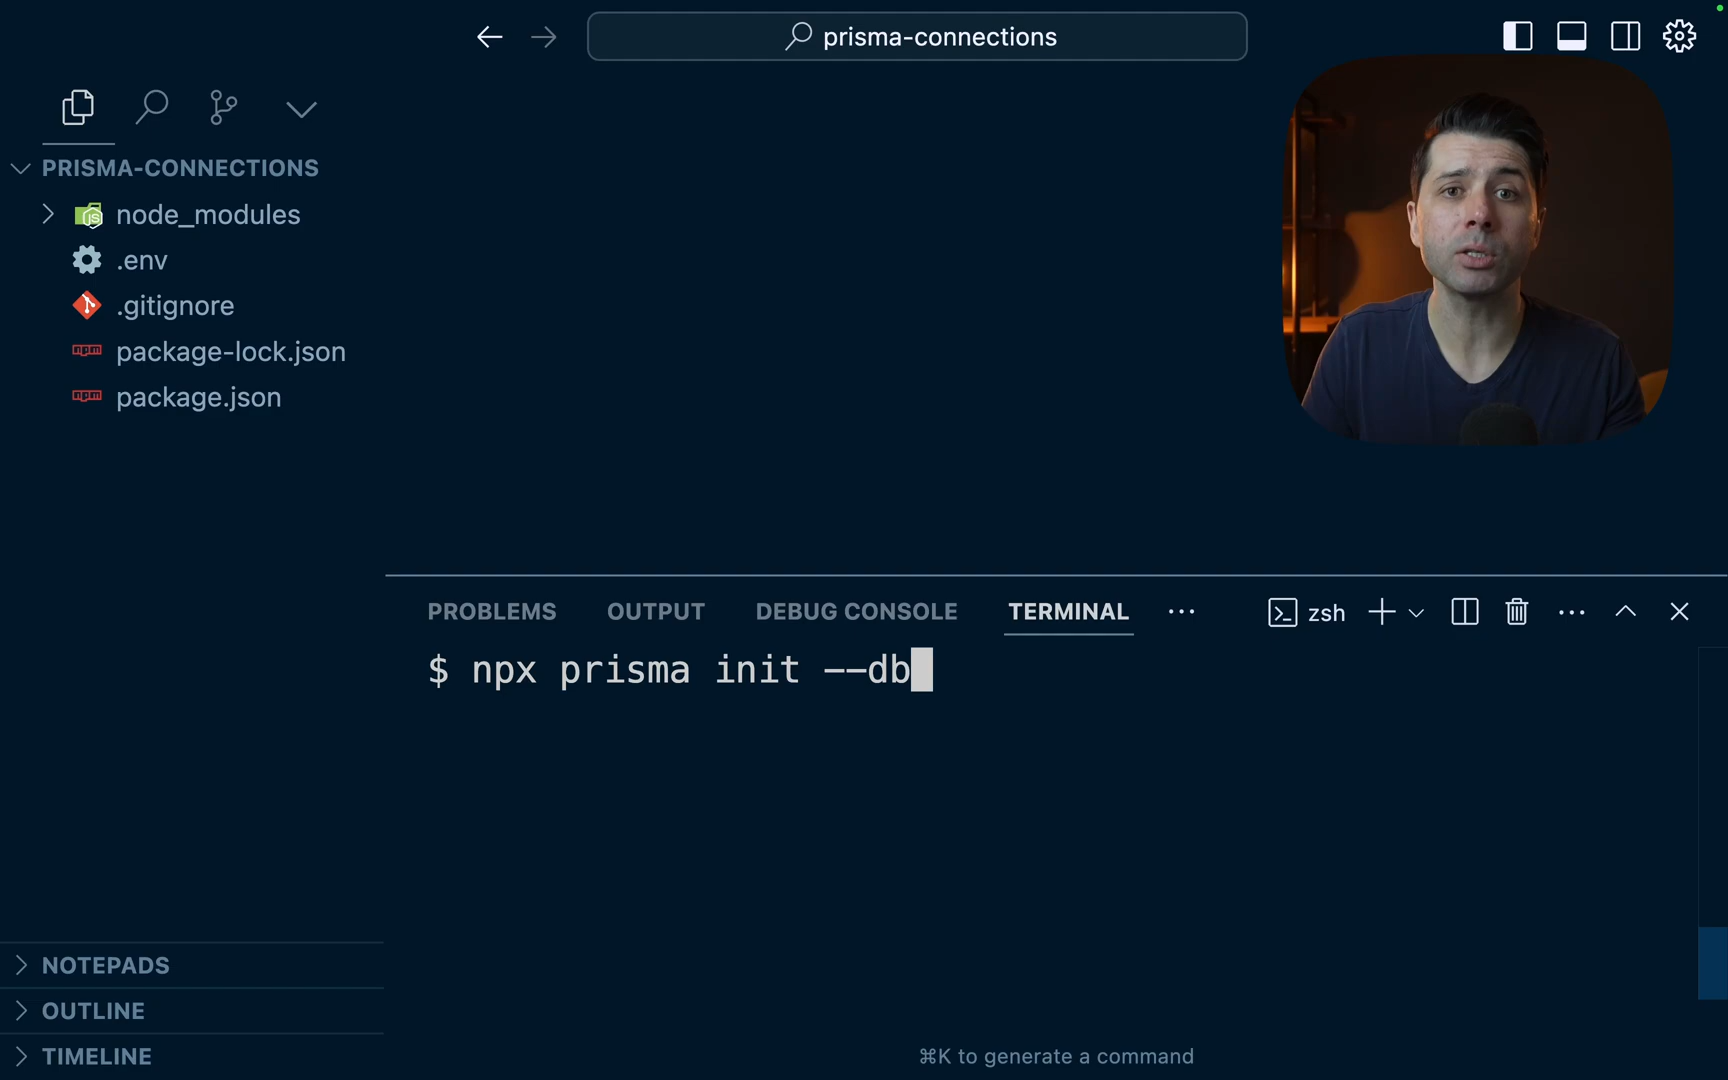 prisma-connections
PRISMA-CONNECTIONS
node_modules
.env
.gitignore
package-lock.json
package.json
PROBLEMS OUTPUT DEBUG CONSOLE TERMINAL ··· zsh
$ npx prisma init --db
NOTEPADS
OUTLINE
TIMELINE
⌘K to generate a command